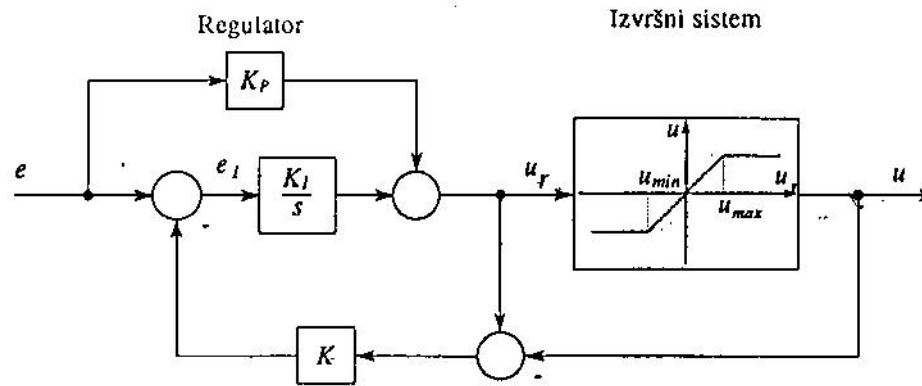 Regulator
Izvršni sistem
K_P
e
e_I
K_I
s
u_r
u
u_min
u_r
u_max
u
K
-
-